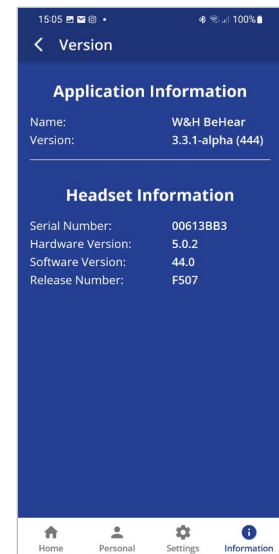 15:05 100%
Version
Application Information
Name: W&H BeHear
Version: 3.3.1-alpha (444)
Headset Information
Serial Number: 00613BB3
Hardware Version: 5.0.2
Software Version: 44.0
Release Number: F507
Home Personal Settings Information